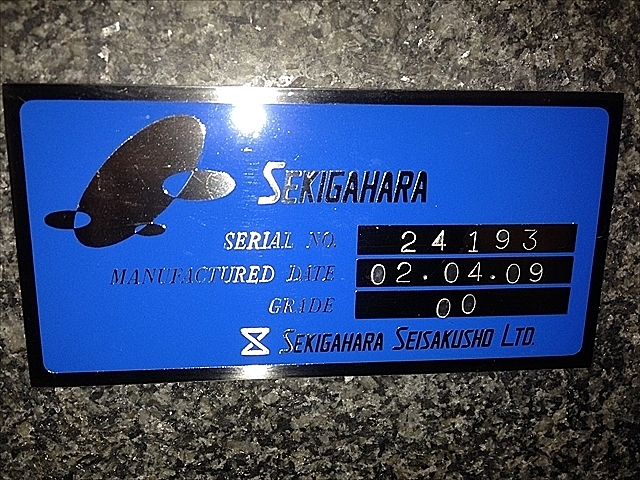 SEKIGAHARA
SERIAL NO. 24193
MANUFACTURED DATE 02.04.09
GRADE 00
SEKIGAHARA SEISAKUSHO LTD.